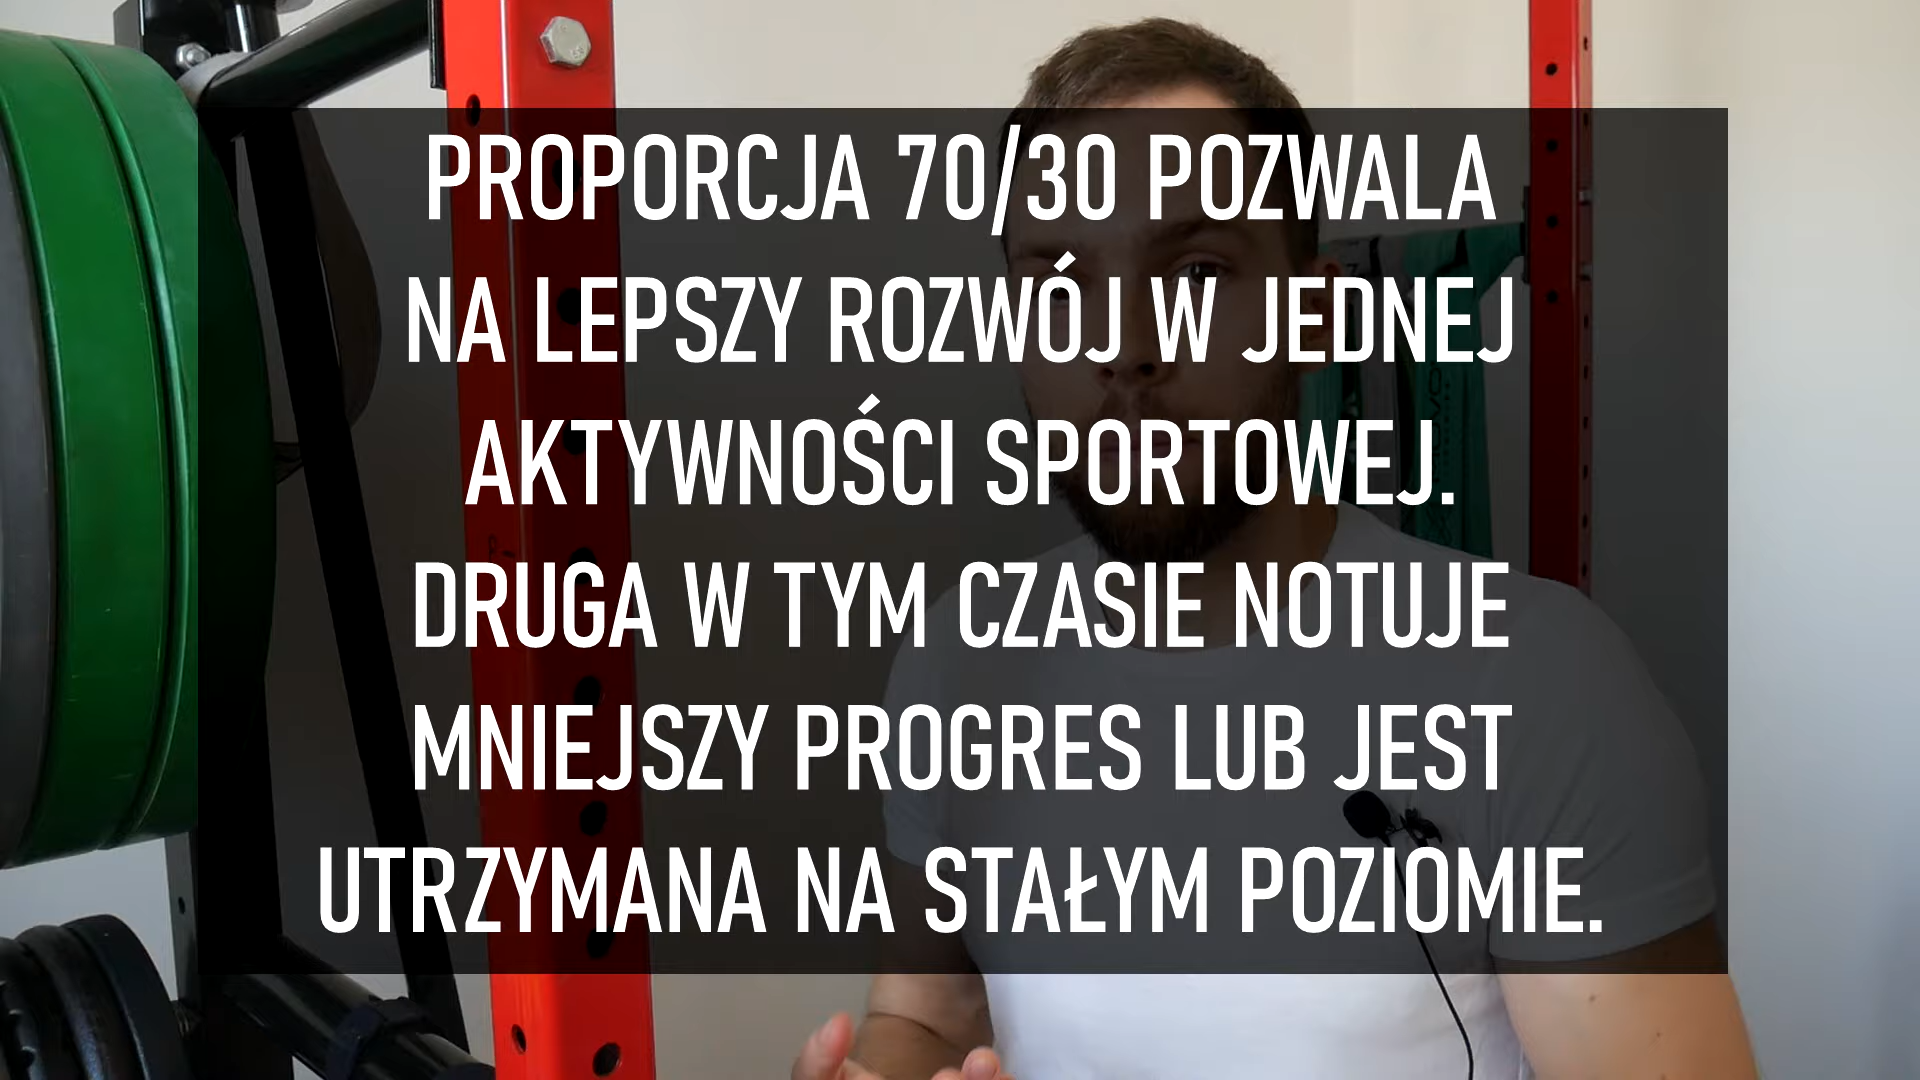 PROPORCJA 70/30 POZWALA
NA LEPSZY ROZWÓJ W JEDNEJ
AKTYWNOŚCI SPORTOWEJ.
DRUGA W TYM CZASIE NOTUJE
MNIEJSZY PROGRES LUB JEST
UTRZYMANA NA STAŁYM POZIOMIE.